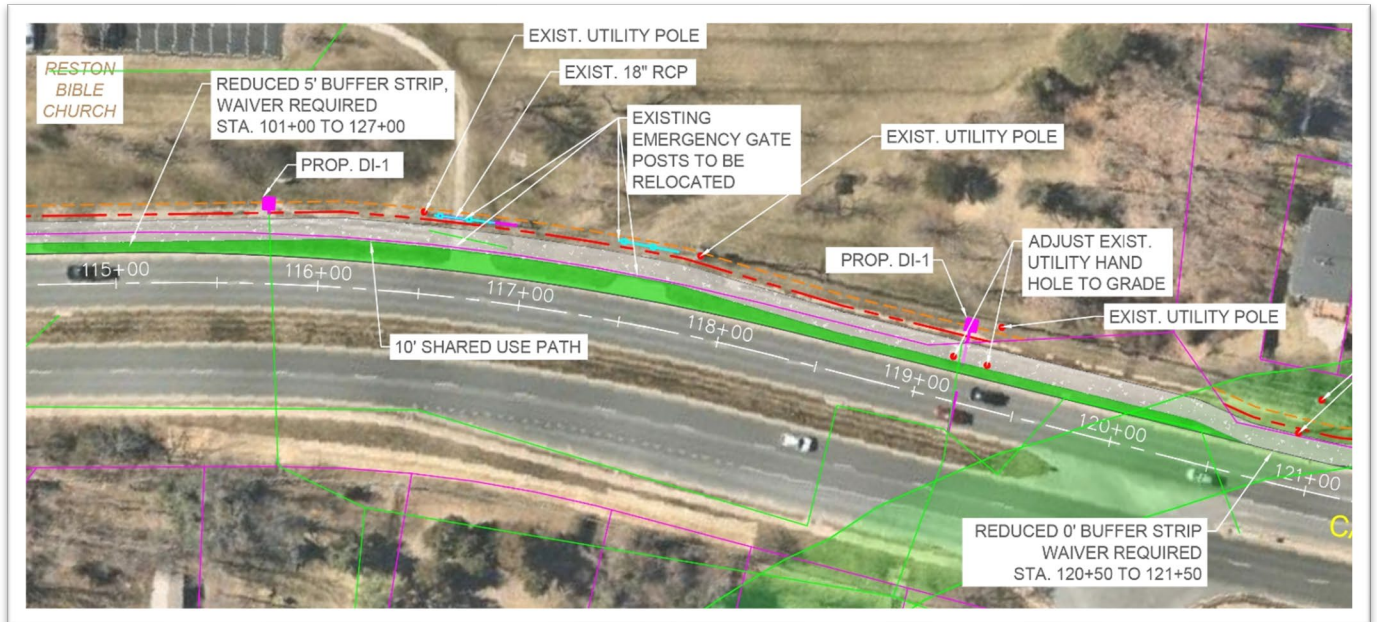 EXIST. UTILITY POLE
RESTON
BIBLE
CHURCH
REDUCED 5' BUFFER STRIP,
WAIVER REQUIRED
STA. 101+00 TO 127+00
EXIST. 18" RCP
EXISTING
EMERGENCY GATE
POSTS TO BE
RELOCATED
EXIST. UTILITY POLE
PROP. DI-1
PROP. DI-1
ADJUST EXIST.
UTILITY HAND
HOLE TO GRADE
EXIST. UTILITY POLE
115+00
116+00
117+00
118+00
119+00
120+00
121+00
10' SHARED USE PATH
REDUCED 0' BUFFER STRIP
WAIVER REQUIRED
STA. 120+50 TO 121+50